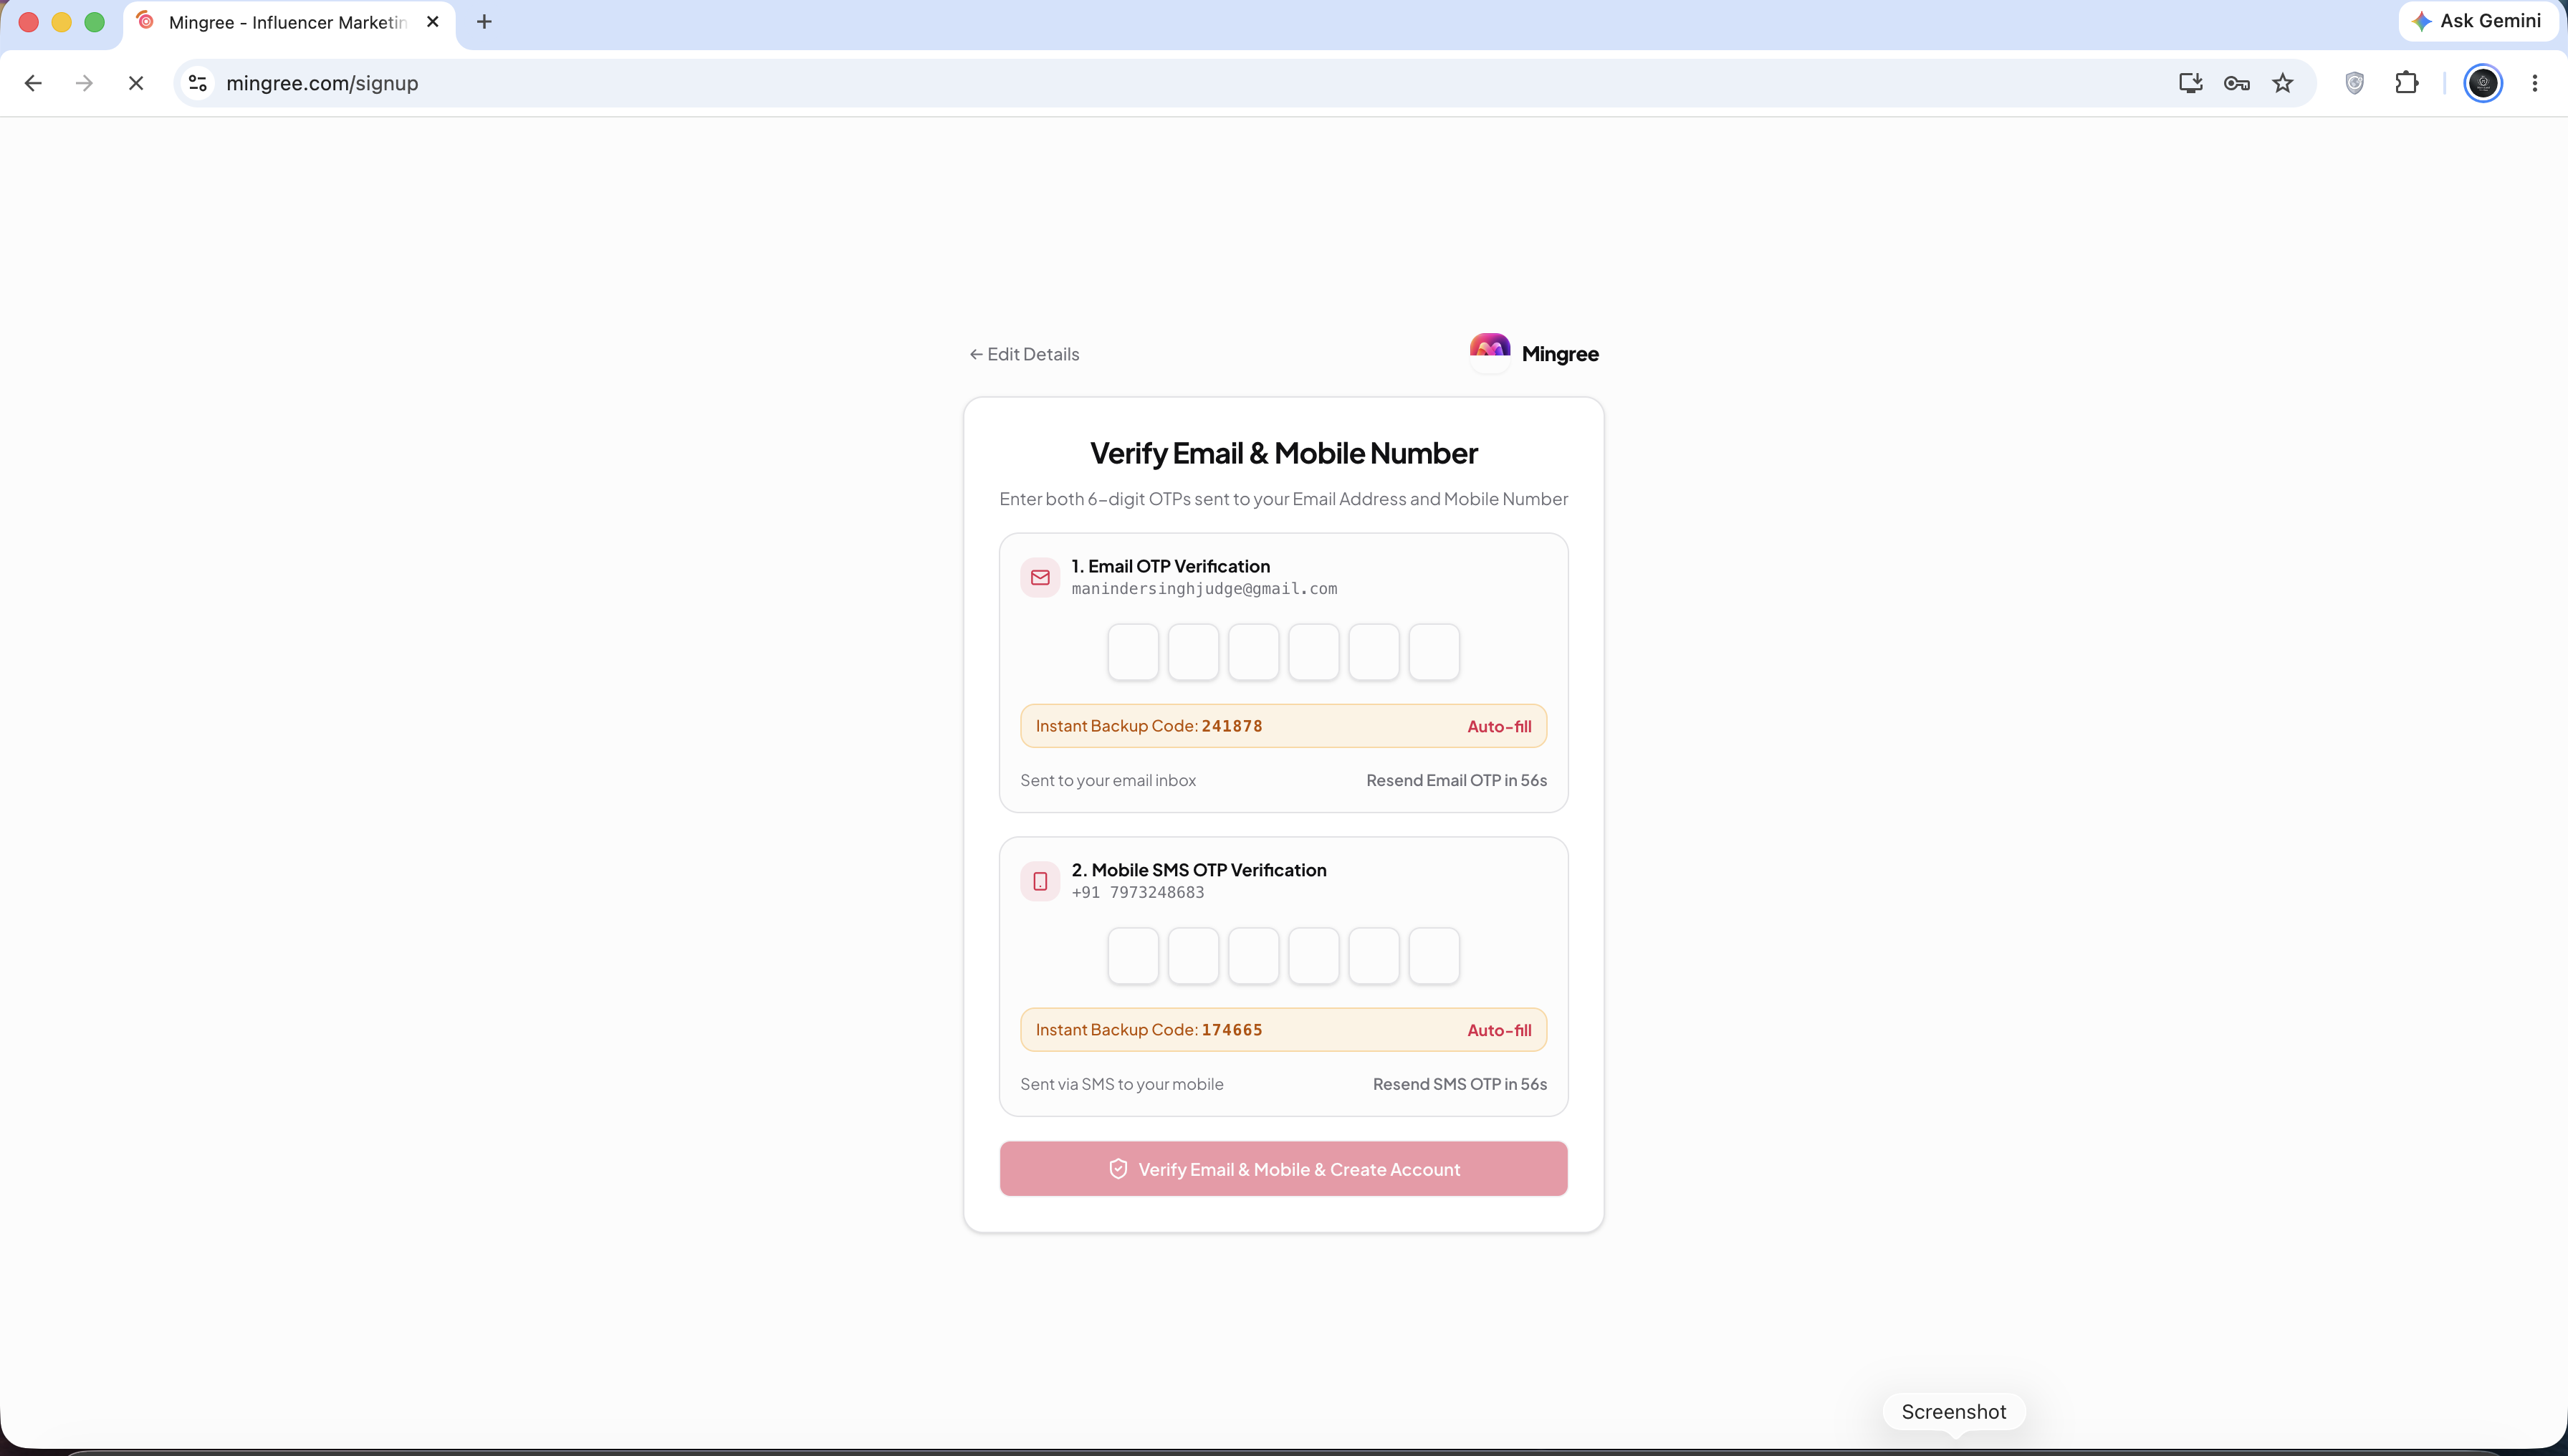 Mingree - Influencer Marketin
Ask Gemini
mingree.com/signup
← Edit Details
Mingree
Verify Email & Mobile Number
Enter both 6-digit OTPs sent to your Email Address and Mobile Number
1. Email OTP Verification
manindersinghjudge@gmail.com
Instant Backup Code: 241878
Auto-fill
Sent to your email inbox
Resend Email OTP in 56s
2. Mobile SMS OTP Verification
+91 7973248683
Instant Backup Code: 174665
Auto-fill
Sent via SMS to your mobile
Resend SMS OTP in 56s
Verify Email & Mobile & Create Account
Screenshot